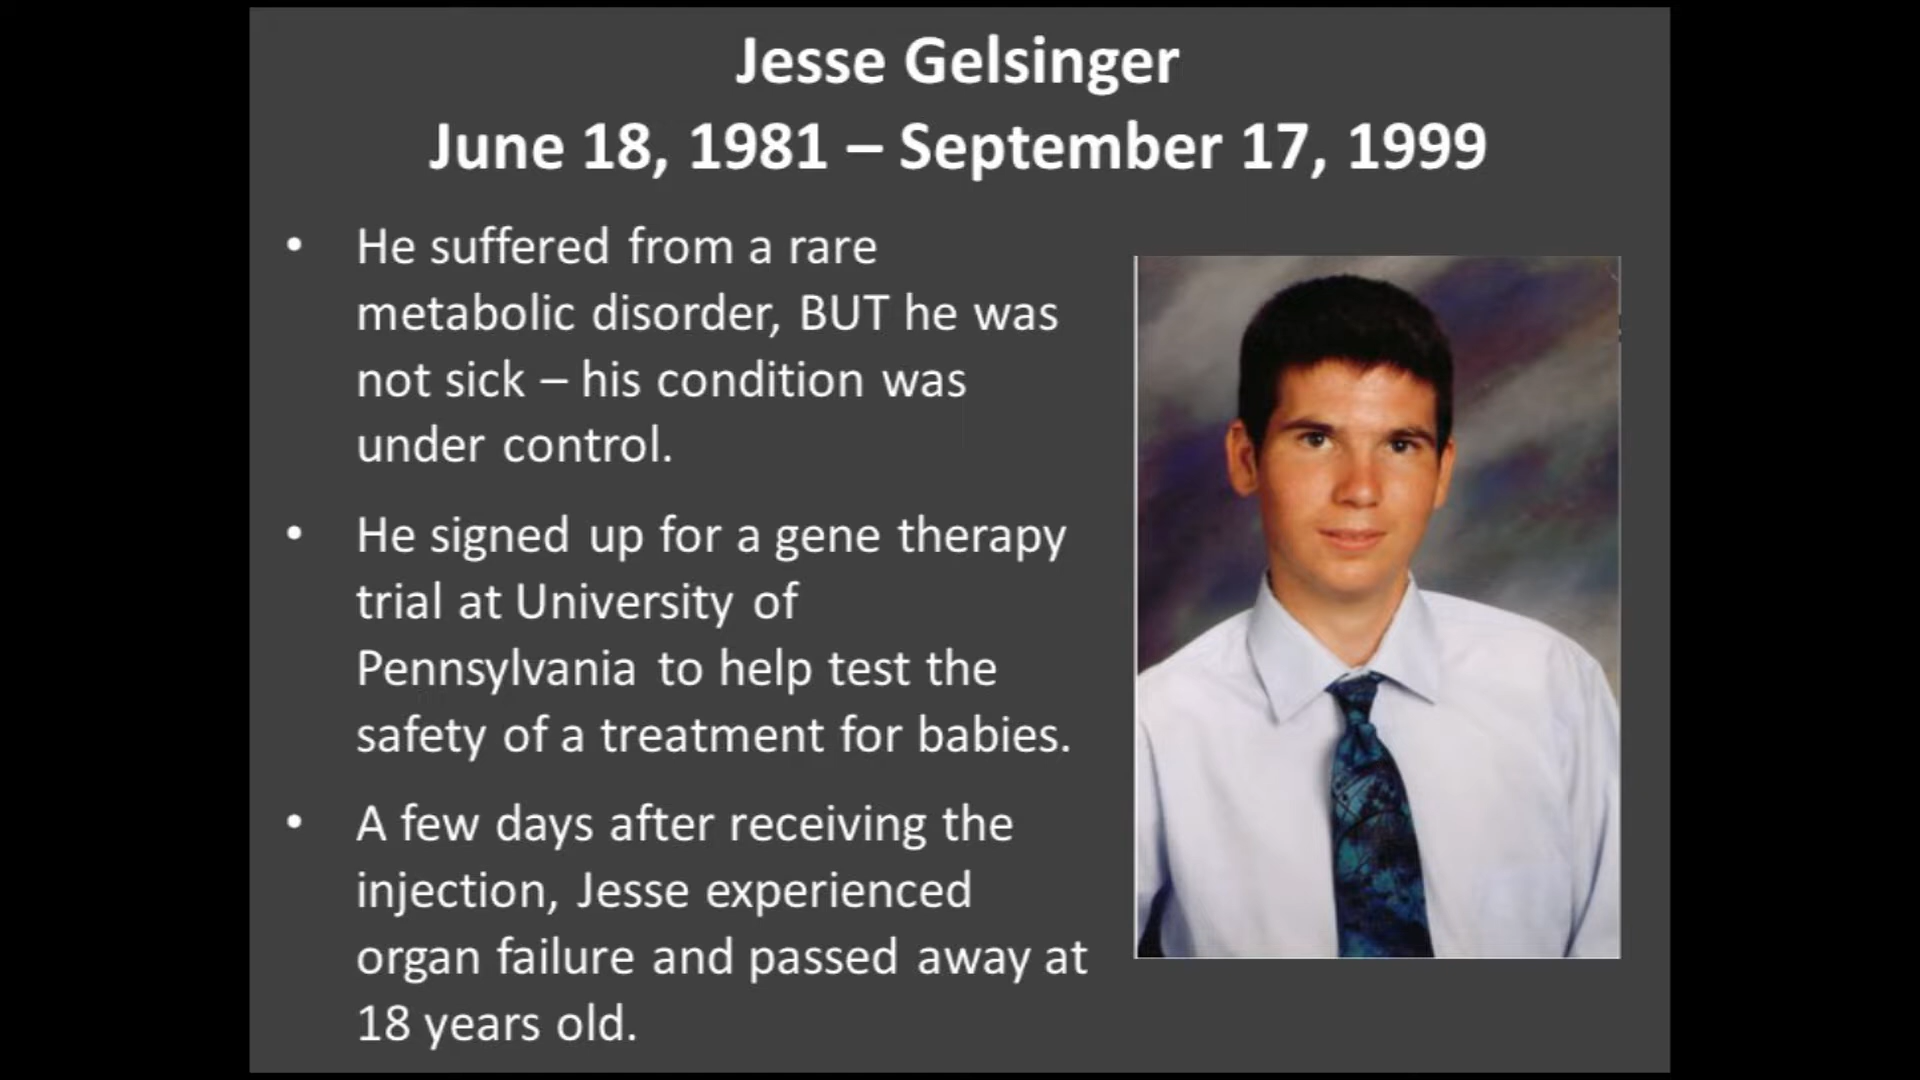 Jesse Gelsinger
June 18, 1981 – September 17, 1999
• He suffered from a rare
metabolic disorder, BUT he was
not sick – his condition was
under control.
• He signed up for a gene therapy
trial at University of
Pennsylvania to help test the
safety of a treatment for babies.
• A few days after receiving the
injection, Jesse experienced
organ failure and passed away at
18 years old.